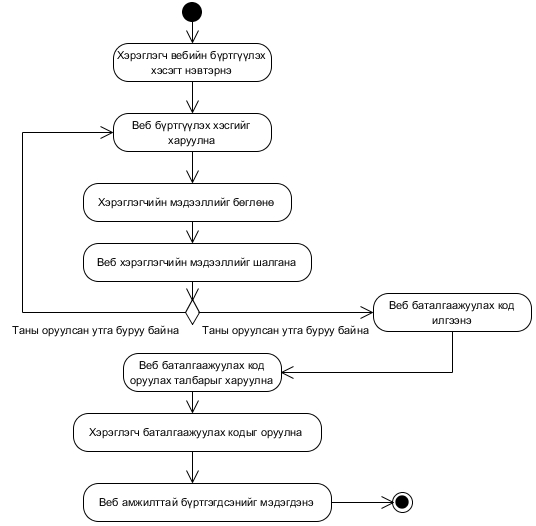 Хэрэглэгч вебийн бүртгүүлэх
хэсэгт нэвтэрнэ
Веб бүртгүүлэх хэсгийг
харуулна
Хэрэглэгчийн мэдээллийг бөглөнө
Веб хэрэглэгчийн мэдээллийг шалгана
Таны оруулсан утга буруу байна
Таны оруулсан утга буруу байна
Веб баталгаажуулах код
илгээнэ
Веб баталгаажуулах код
оруулах талбарыг харуулна
Хэрэглэгч баталгаажуулах кодыг оруулна
Веб амжилттай бүртгэгдсэнийг мэдэгдэнэ